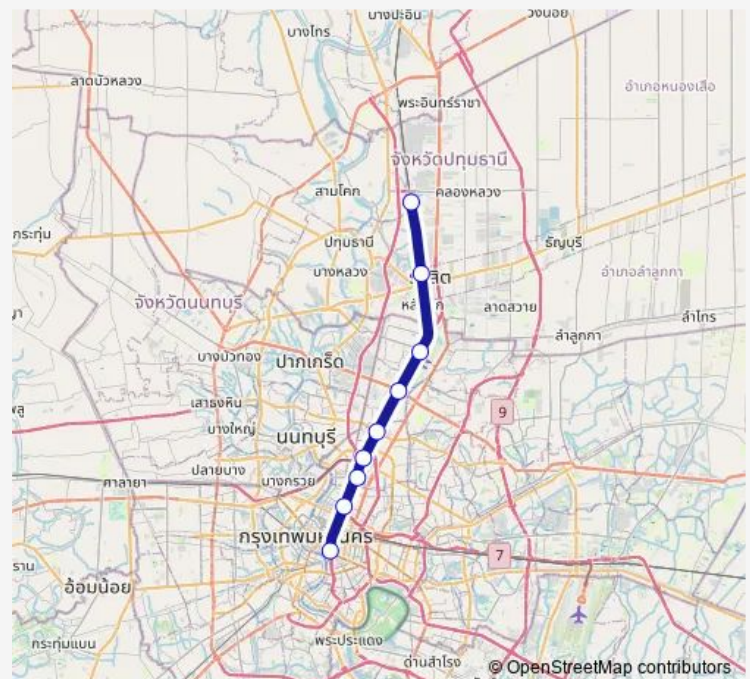 บางปะอิน
วังน้อย
บางไทร
ลาดบัวหลวง
อำเภอหนองเสือ
พระอินทร์ราชา
จังหวัดปทุมธานี
สามโคก
คลองหลวง
กระทุ่ม
ปทุมธานี
ธัญบุรี
บางหลวง
อำเภอลำลูกกา
จังหวัดนนทบุรี
ลาดสวาย
ลำไทร
ลำลูกกา
บางบัวทอง
ปากเกร็ด
เสาธงหิน
9
บางใหญ่
นนทบุรี
ปลายบาง
ศาลายา
บางกรวย
7
อ้อมน้อย
กระทุ่มแบน
พระประแดง
ด่านสำโรง
© OpenStreetMap contributors